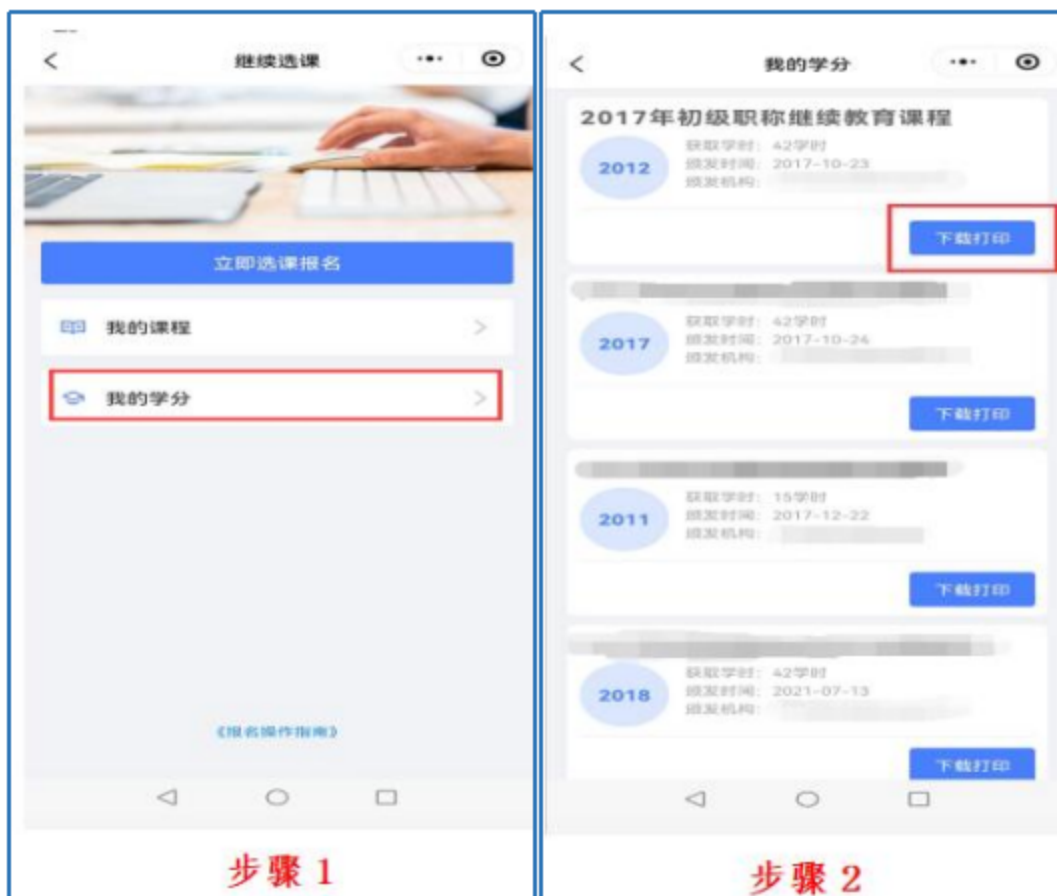 继续选课
立即选课报名
我的课程
我的学分
《报名操作指南》
步骤 1
我的学分
2017年初级职称继续教育课程
2012
获取学时：42学时
颁发时间：2017-10-23
颁发机构：
下载打印
2017
获取学时：42学时
颁发时间：2017-10-24
颁发机构：
下载打印
2011
获取学时：15学时
颁发时间：2017-12-22
颁发机构：
下载打印
2018
获取学时：42学时
颁发时间：2021-07-13
颁发机构：
下载打印
步骤 2